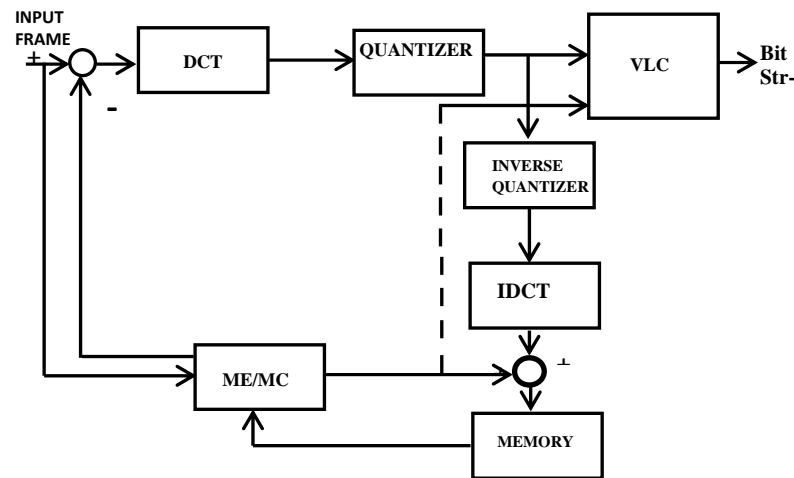 INPUT
FRAME
+
-
DCT
QUANTIZER
VLC
Bit
Str-
INVERSE
QUANTIZER
IDCT
+
ME/MC
MEMORY